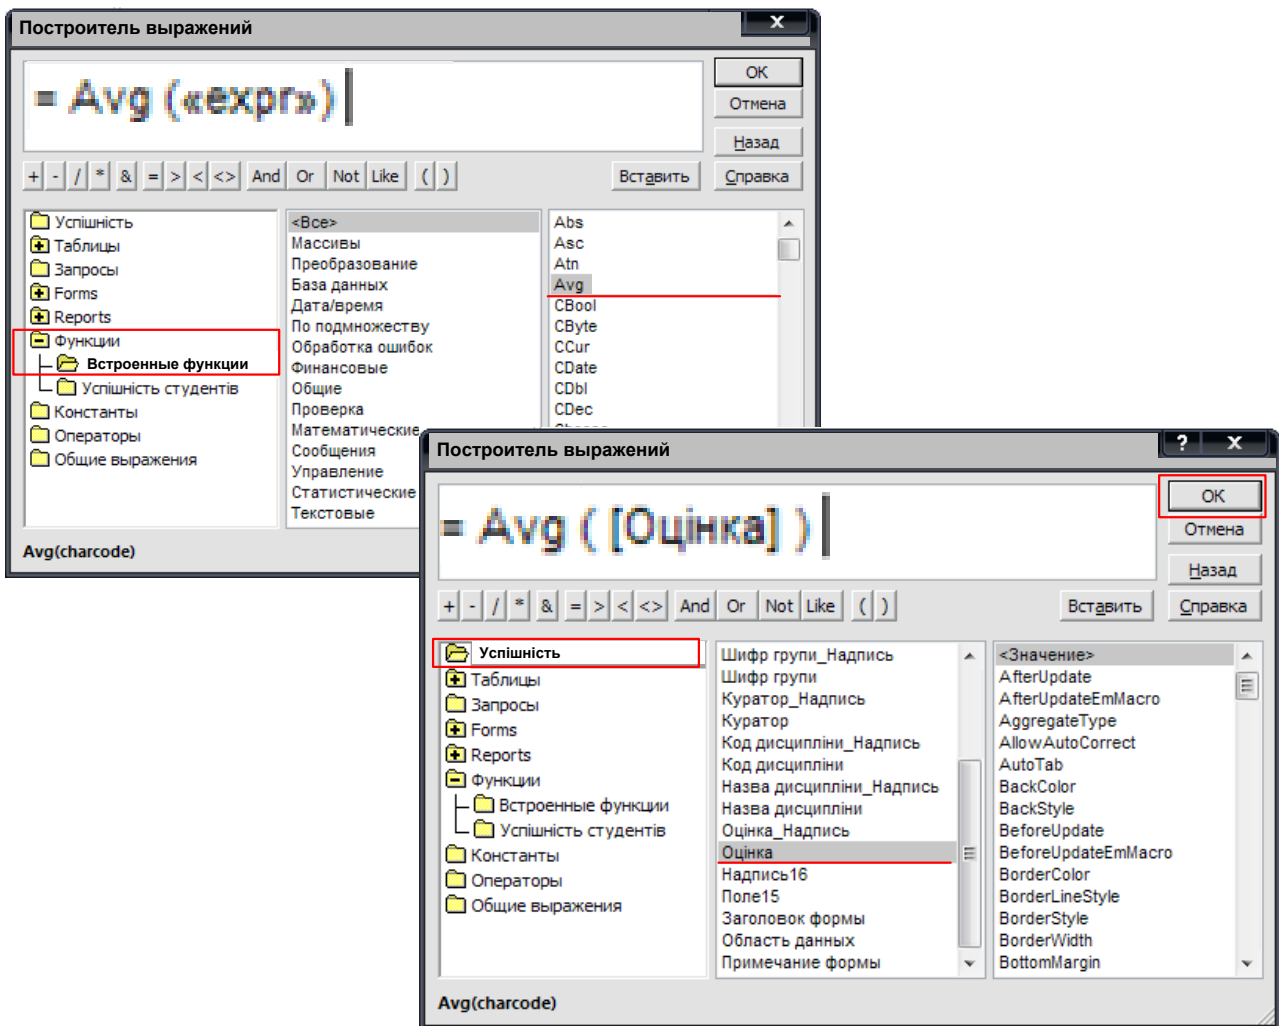 Построитель выражений
x
= Avg («expr»)
OK
Отмена
Назад
+ - / * & = > < <> And Or Not Like ( )
Вставить
Справка
Успішність
Таблицы
Запросы
Forms
Reports
Функции
Встроенные функции
Успішність студентів
Константы
Операторы
Общие выражения
<Все>
Массивы
Преобразование
База данных
Дата/время
По подмножеству
Обработка ошибок
Финансовые
Общие
Проверка
Математические
Сообщения
Управление
Статистические
Текстовые
Abs
Asc
Atn
Avg
CBool
CByte
CCur
CDate
CDbl
CDec
Avg(charcode)
Построитель выражений
? x
= Avg ( [Оцінка] )
OK
Отмена
Назад
+ - / * & = > < <> And Or Not Like ( )
Вставить
Справка
Успішність
Таблицы
Запросы
Forms
Reports
Функции
Встроенные функции
Успішність студентів
Константы
Операторы
Общие выражения
Шифр групи_Надпись
Шифр групи
Куратор_Надпись
Куратор
Код дисципліни_Надпись
Код дисципліни
Назва дисципліни_Надпись
Назва дисципліни
Оцінка_Надпись
Оцінка
Надпись16
Поле15
Заголовок формы
Область данных
Примечание формы
<Значение>
AfterUpdate
AfterUpdateEmMacro
AggregateType
AllowAutoCorrect
AutoTab
BackColor
BackStyle
BeforeUpdate
BeforeUpdateEmMacro
BorderColor
BorderLineStyle
BorderStyle
BorderWidth
BottomMargin
Avg(charcode)